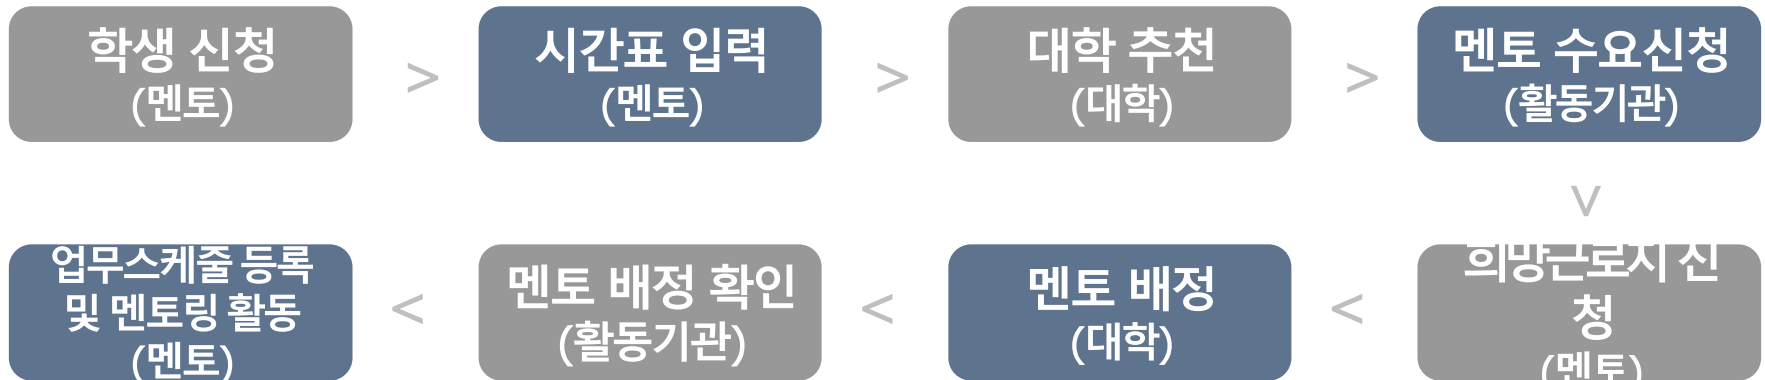 학생 신청
(멘토)
>
시간표 입력
(멘토)
>
대학 추천
(대학)
>
멘토 수요신청
(활동기관)
>
희망근로지 신
청
(멘토)
<
멘토 배정
(대학)
<
멘토 배정 확인
(활동기관)
<
업무스케줄 등록
및 멘토링 활동
(멘토)